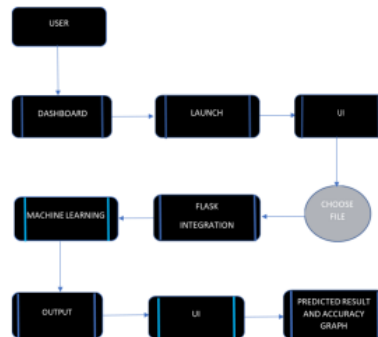 USER
DASHBOARD
LAUNCH
UI
CHOOSE
FILE
FLASK
INTEGRATION
MACHINE LEARNING
OUTPUT
UI
PREDICTED RESULT
AND ACCURACY
GRAPH